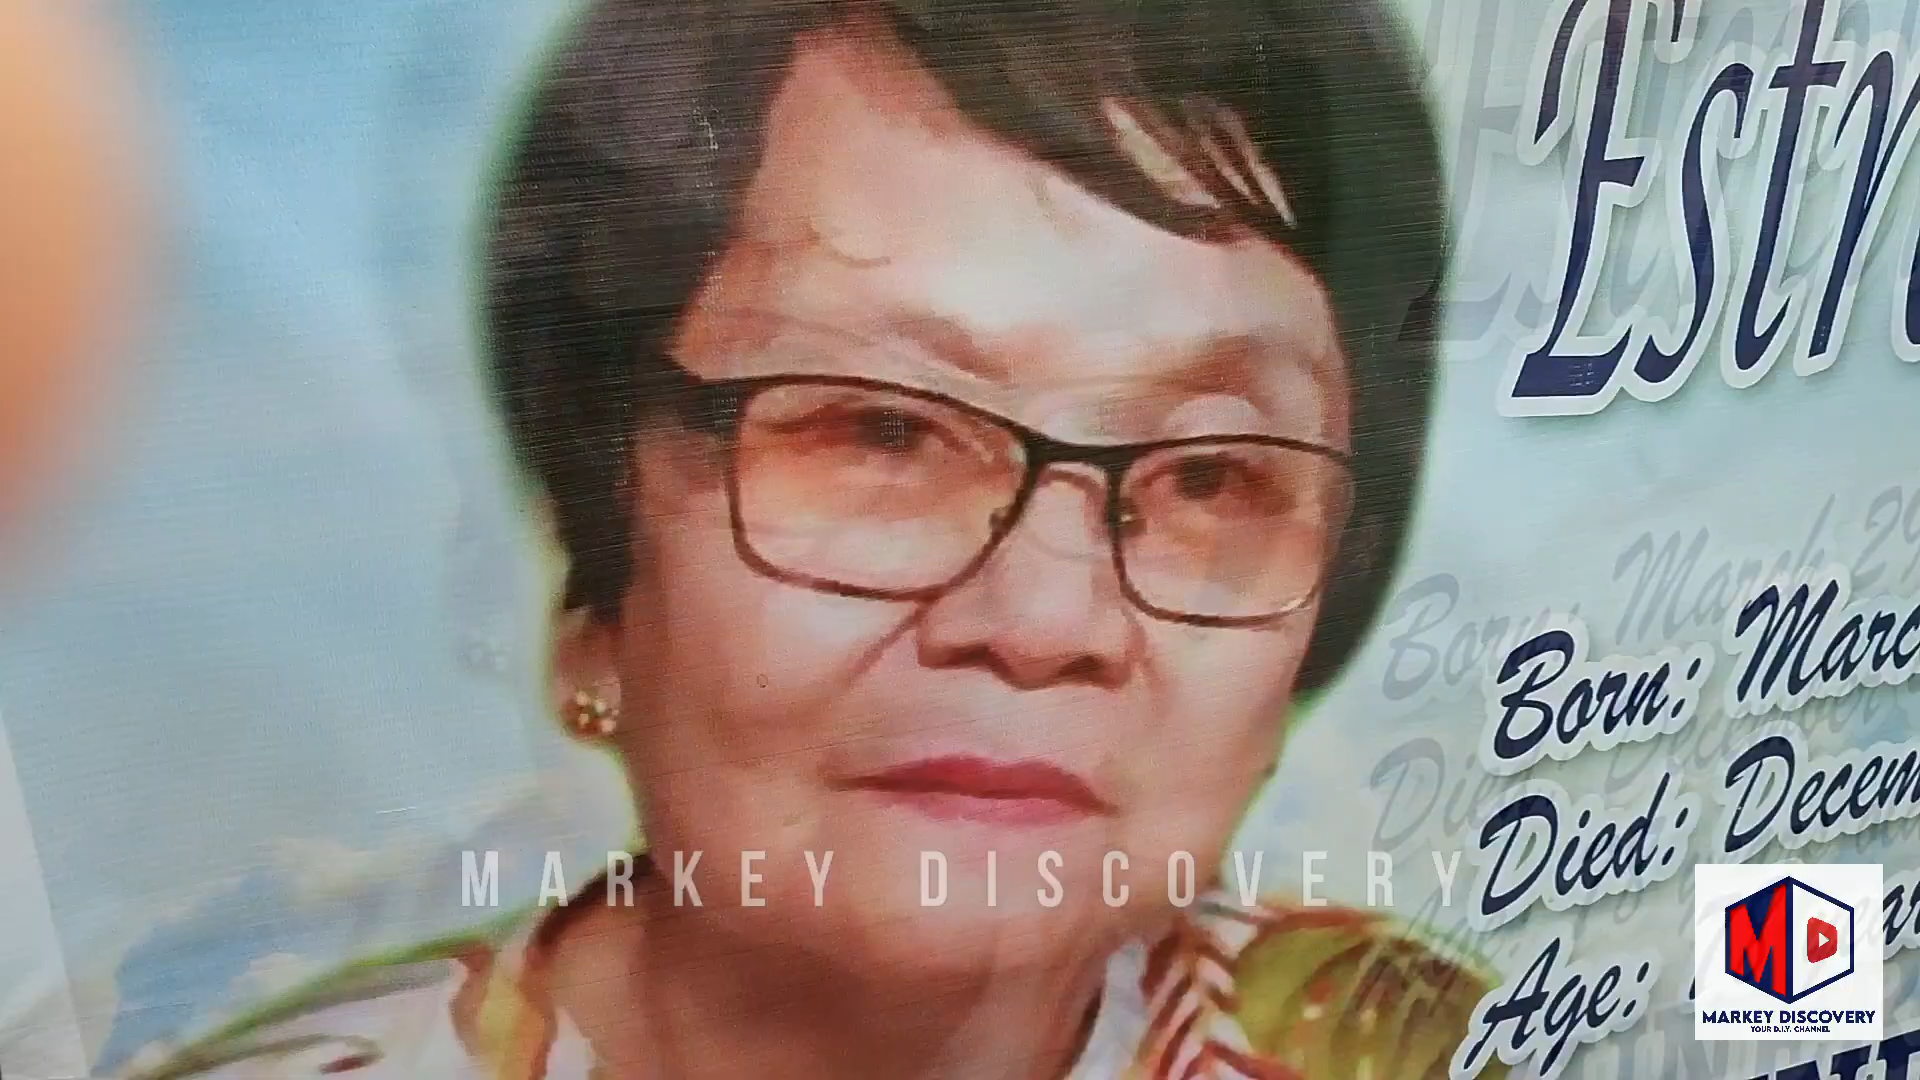 Estr
Born: Marc
Died: Decem
Age:
MARKEY DISCOVERY
MARKEY DISCOVERY
YOUR D.I.Y. CHANNEL